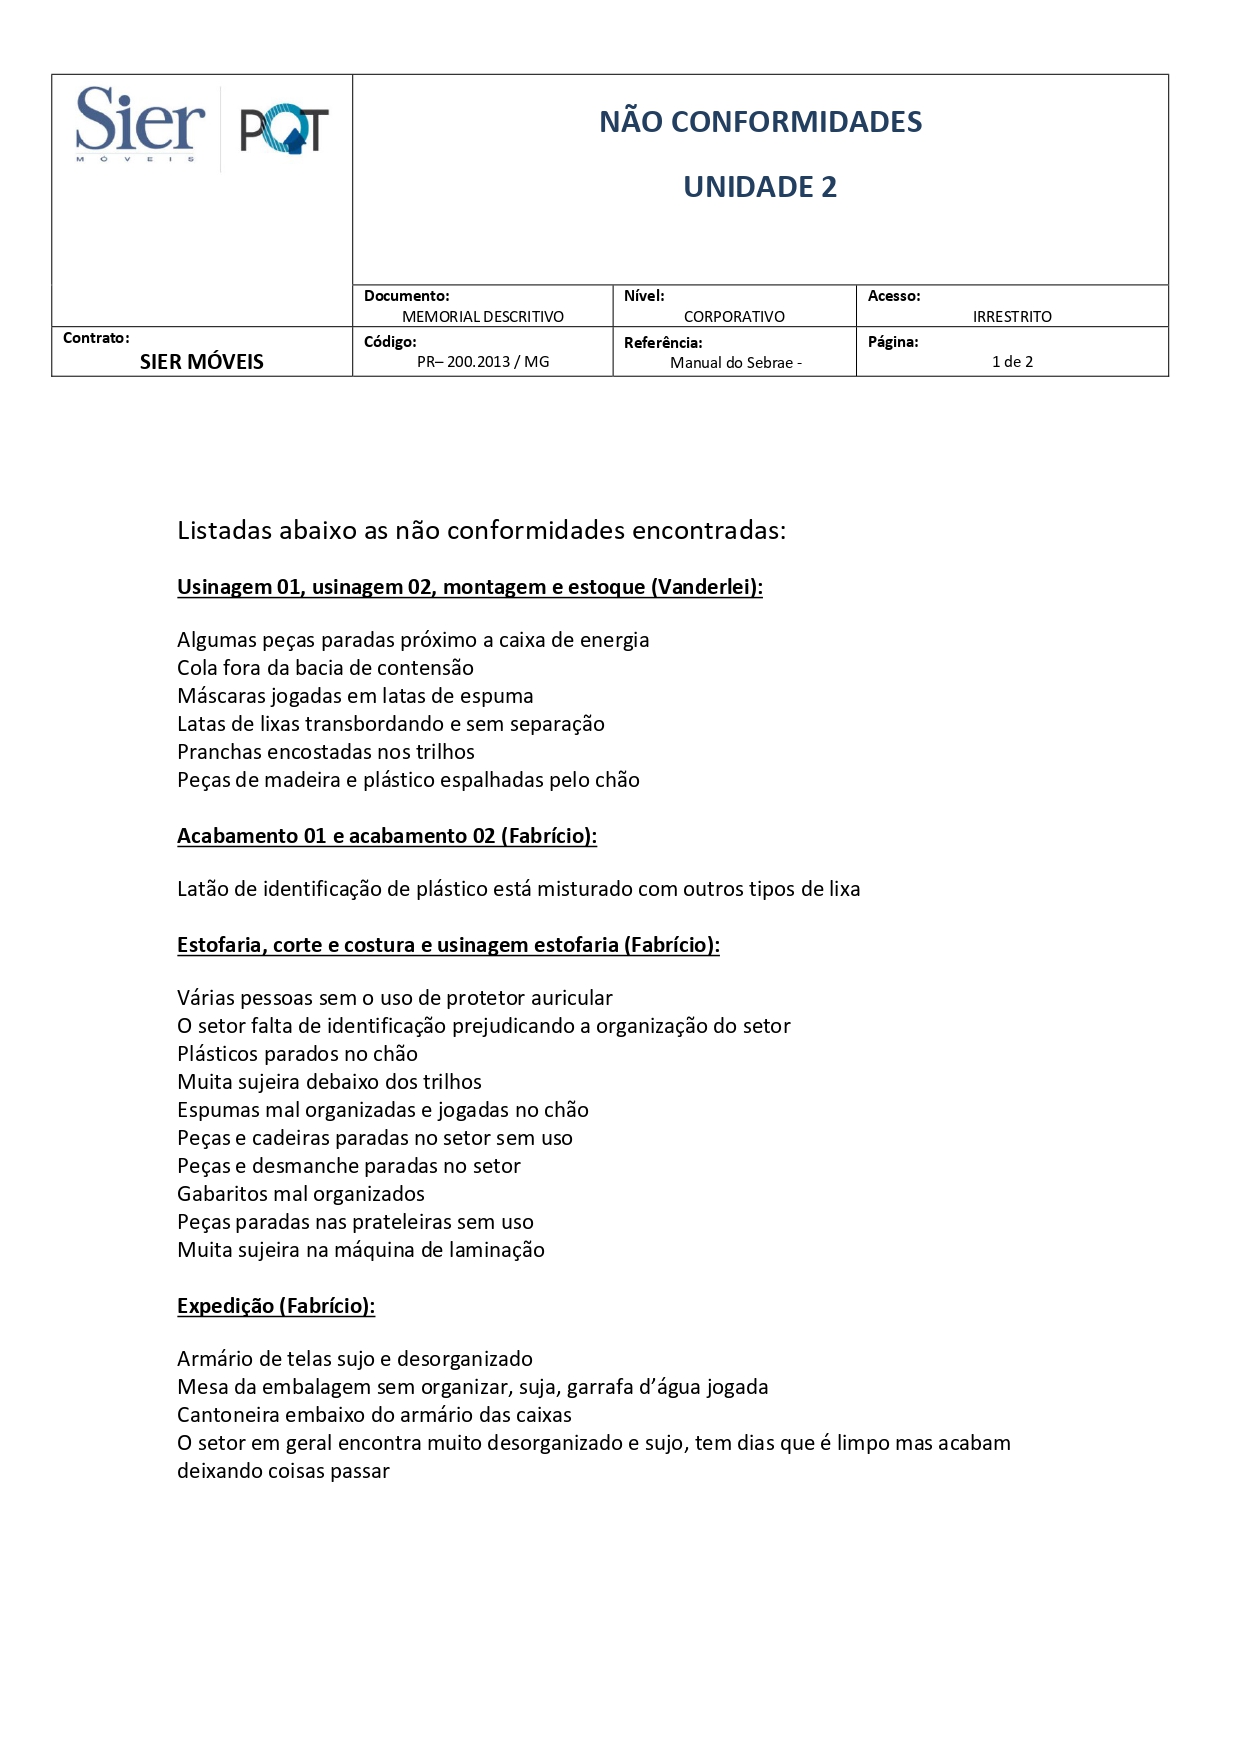 Sier
MÓVEIS
PQT
NÃO CONFORMIDADES
UNIDADE 2
Documento:
MEMORIAL DESCRITIVO
Nível:
CORPORATIVO
Acesso:
IRRESTRITO
Contrato:
SIER MÓVEIS
Código:
PR– 200.2013 / MG
Referência:
Manual do Sebrae -
Página:
1 de 2
Listadas abaixo as não conformidades encontradas:
Usinagem 01, usinagem 02, montagem e estoque (Vanderlei):
Algumas peças paradas próximo a caixa de energia
Cola fora da bacia de contensão
Máscaras jogadas em latas de espuma
Latas de lixas transbordando e sem separação
Pranchas encostadas nos trilhos
Peças de madeira e plástico espalhadas pelo chão
Acabamento 01 e acabamento 02 (Fabrício):
Latão de identificação de plástico está misturado com outros tipos de lixa
Estofaria, corte e costura e usinagem estofaria (Fabrício):
Várias pessoas sem o uso de protetor auricular
O setor falta de identificação prejudicando a organização do setor
Plásticos parados no chão
Muita sujeira debaixo dos trilhos
Espumas mal organizadas e jogadas no chão
Peças e cadeiras paradas no setor sem uso
Peças e desmanche paradas no setor
Gabaritos mal organizados
Peças paradas nas prateleiras sem uso
Muita sujeira na máquina de laminação
Expedição (Fabrício):
Armário de telas sujo e desorganizado
Mesa da embalagem sem organizar, suja, garrafa d’água jogada
Cantoneira embaixo do armário das caixas
O setor em geral encontra muito desorganizado e sujo, tem dias que é limpo mas acabam
deixando coisas passar